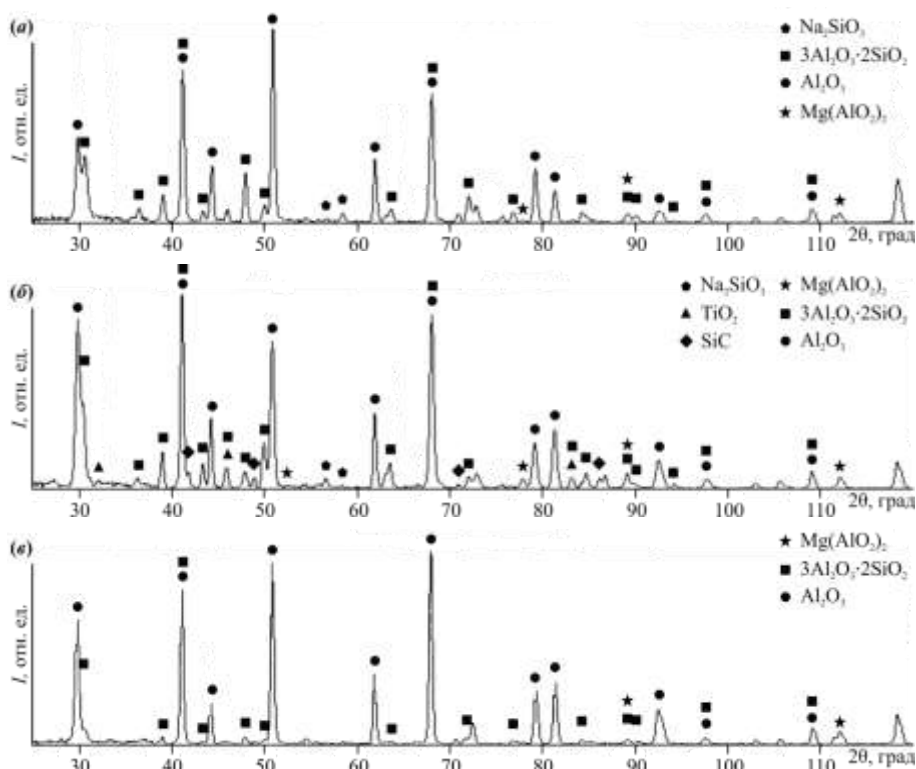 (а)
I, отн. ед.
Na₂SiO₃
3Al₂O₃·2SiO₂
Al₂O₃
Mg(AlO₂)₂
30 40 50 60 70 80 90 100 110 2θ, град
(б)
I, отн. ед.
Na₂SiO₃ Mg(AlO₂)₂
TiO₂ 3Al₂O₃·2SiO₂
SiC Al₂O₃
30 40 50 60 70 80 90 100 110 2θ, град
(в)
I, отн. ед.
Mg(AlO₂)₂
3Al₂O₃·2SiO₂
Al₂O₃
30 40 50 60 70 80 90 100 110 2θ, град